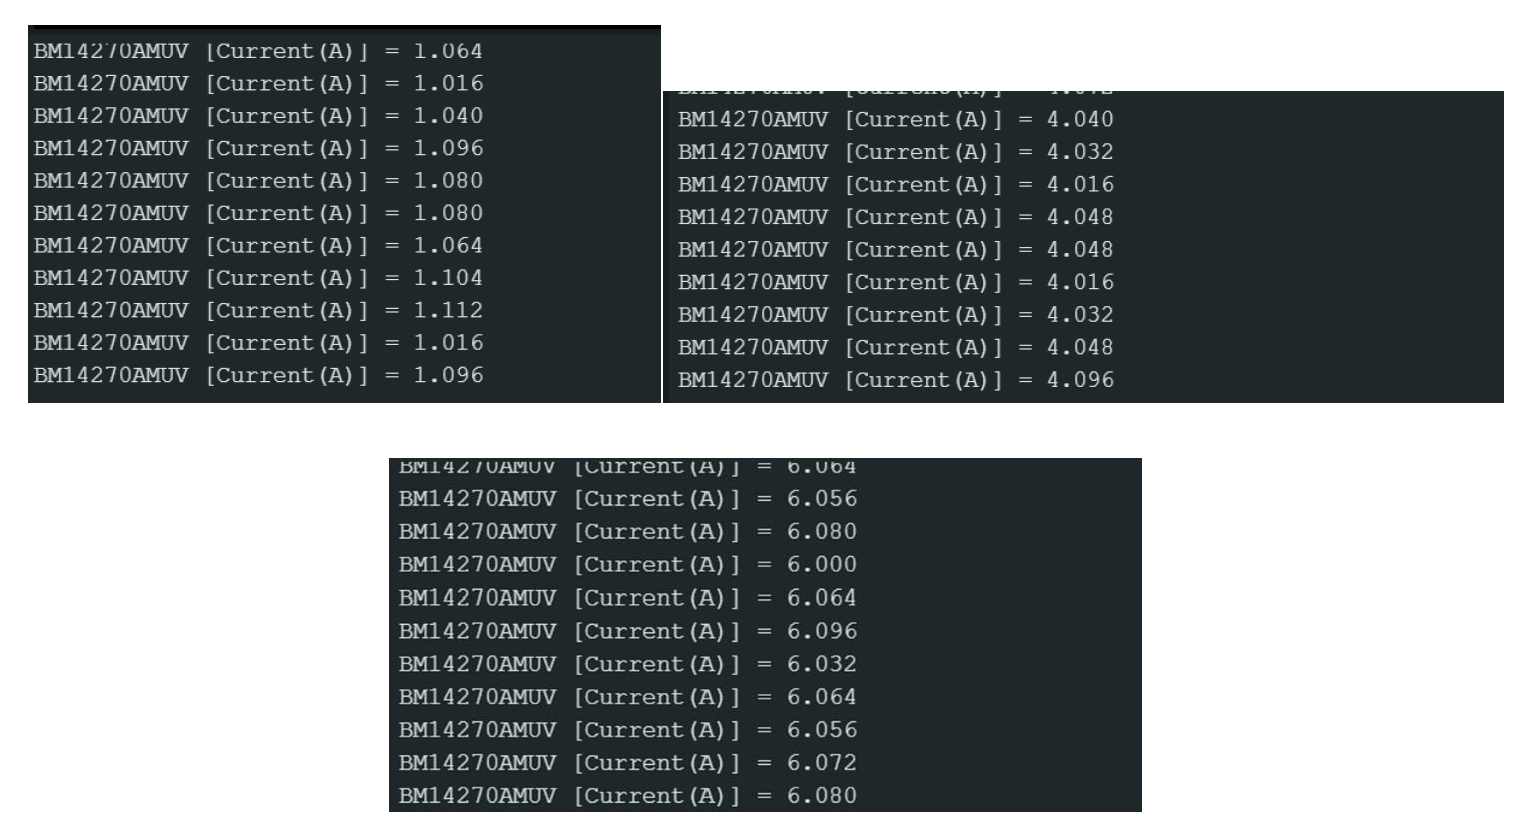 BM14270AMUV [Current(A)] = 1.064
BM14270AMUV [Current(A)] = 1.016
BM14270AMUV [Current(A)] = 1.040
BM14270AMUV [Current(A)] = 1.096
BM14270AMUV [Current(A)] = 1.080
BM14270AMUV [Current(A)] = 1.080
BM14270AMUV [Current(A)] = 1.064
BM14270AMUV [Current(A)] = 1.104
BM14270AMUV [Current(A)] = 1.112
BM14270AMUV [Current(A)] = 1.016
BM14270AMUV [Current(A)] = 1.096
BM14270AMUV [Current(A)] = 4.040
BM14270AMUV [Current(A)] = 4.032
BM14270AMUV [Current(A)] = 4.016
BM14270AMUV [Current(A)] = 4.048
BM14270AMUV [Current(A)] = 4.048
BM14270AMUV [Current(A)] = 4.016
BM14270AMUV [Current(A)] = 4.032
BM14270AMUV [Current(A)] = 4.048
BM14270AMUV [Current(A)] = 4.096
BM14270AMUV [Current(A)] = 6.064
BM14270AMUV [Current(A)] = 6.056
BM14270AMUV [Current(A)] = 6.080
BM14270AMUV [Current(A)] = 6.000
BM14270AMUV [Current(A)] = 6.064
BM14270AMUV [Current(A)] = 6.096
BM14270AMUV [Current(A)] = 6.032
BM14270AMUV [Current(A)] = 6.064
BM14270AMUV [Current(A)] = 6.056
BM14270AMUV [Current(A)] = 6.072
BM14270AMUV [Current(A)] = 6.080